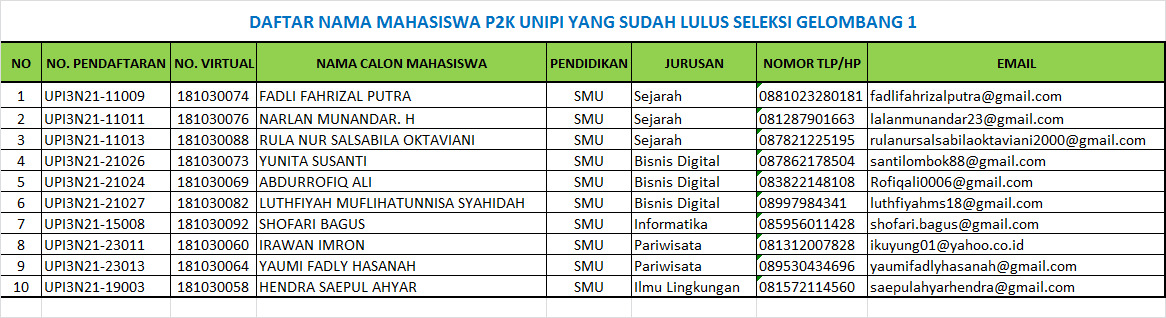 DAFTAR NAMA MAHASISWA P2K UNIPI YANG SUDAH LULUS SELEKSI GELOMBANG 1
NO NO. PENDAFTARAN NO. VIRTUAL NAMA CALON MAHASISWA PENDIDIKAN JURUSAN NOMOR TLP/HP EMAIL
1 UPI3N21-11009 181030074 FADLI FAHRIZAL PUTRA SMU Sejarah 0881023280181 fadlifahrizalputra@gmail.com
2 UPI3N21-11011 181030076 NARLAN MUNANDAR. H SMU Sejarah 081287901663 lalanmunandar23@gmail.com
3 UPI3N21-11013 181030088 RULA NUR SALSABILA OKTAVIANI SMU Sejarah 087821225195 rulanursalsabilaoktaviani2000@gmail.com
4 UPI3N21-21026 181030073 YUNITA SUSANTI SMU Bisnis Digital 087862178504 santilombok88@gmail.com
5 UPI3N21-21024 181030069 ABDURROFIQ ALI SMU Bisnis Digital 083822148108 Rofiqali0006@gmail.com
6 UPI3N21-21027 181030082 LUTHFIYAH MUFLIHATUNNISA SYAHIDAH SMU Bisnis Digital 08997984341 luthfiyahms18@gmail.com
7 UPI3N21-15008 181030092 SHOFARI BAGUS SMU Informatika 085956011428 shofari.bagus@gmail.com
8 UPI3N21-23011 181030060 IRAWAN IMRON SMU Pariwisata 081312007828 ikuyung01@yahoo.co.id
9 UPI3N21-23013 181030064 YAUMI FADLY HASANAH SMU Pariwisata 089530434696 yaumifadlyhasanah@gmail.com
10 UPI3N21-19003 181030058 HENDRA SAEPUL AHYAR SMU Ilmu Lingkungan 081572114560 saepulahyarhendra@gmail.com